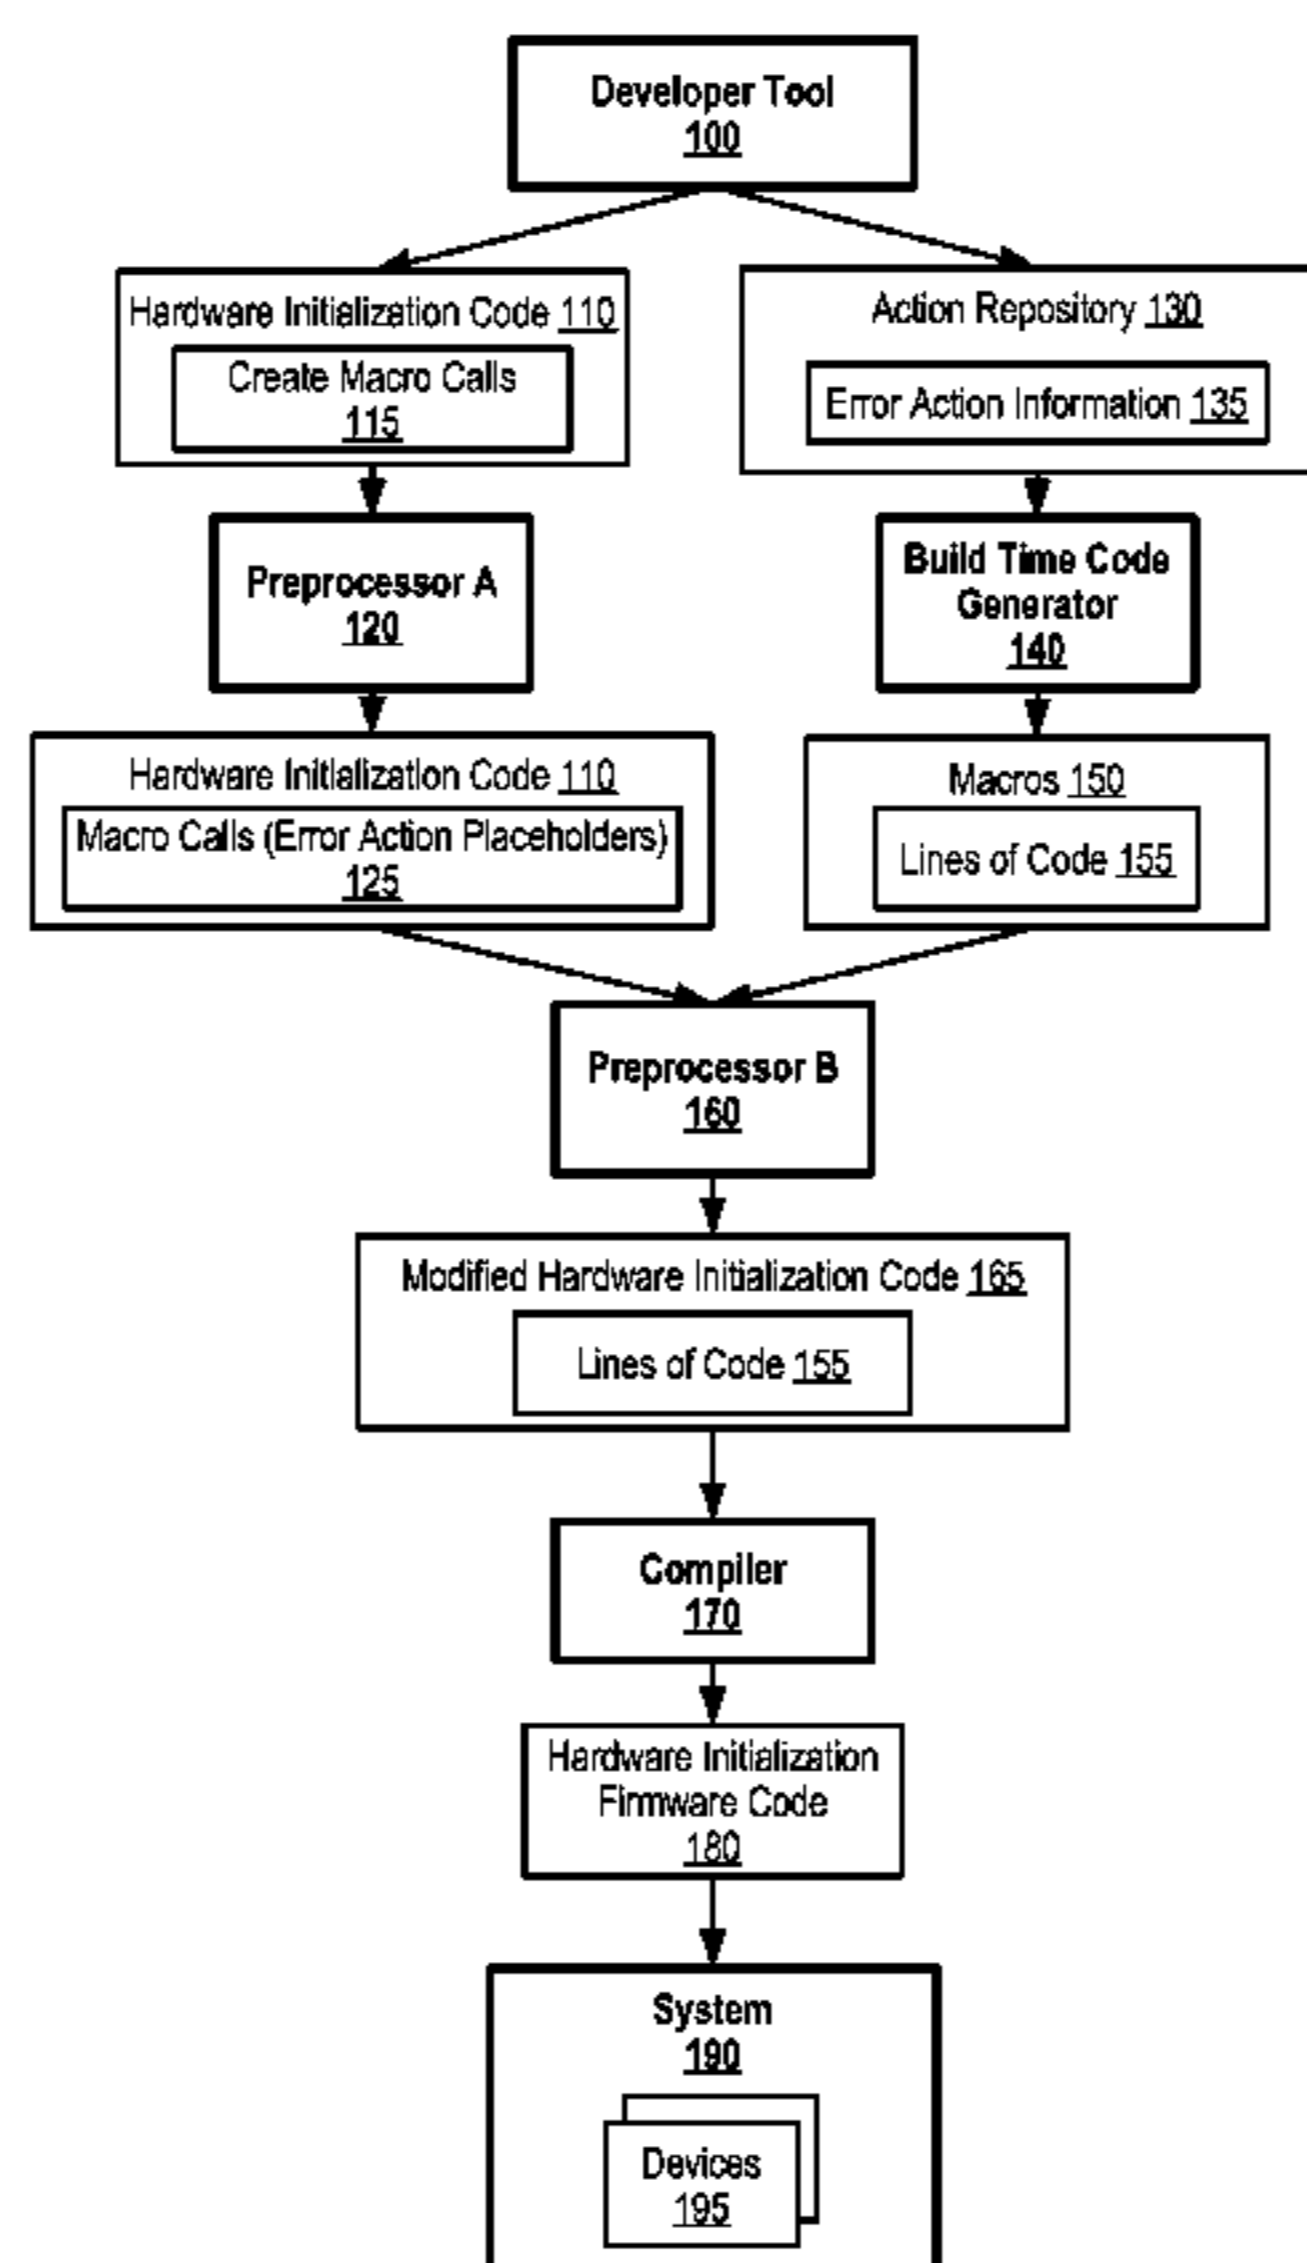 Developer Tool
100
Hardware Initialization Code 110
Create Macro Calls
115
Action Repository 130
Error Action Information 135
Preprocessor A
120
Build Time Code
Generator
140
Hardware Initialization Code 110
Macro Calls (Error Action Placeholders)
125
Macros 150
Lines of Code 155
Preprocessor B
160
Modified Hardware Initialization Code 165
Lines of Code 155
Compiler
170
Hardware Initialization
Firmware Code
180
System
190
Devices
195